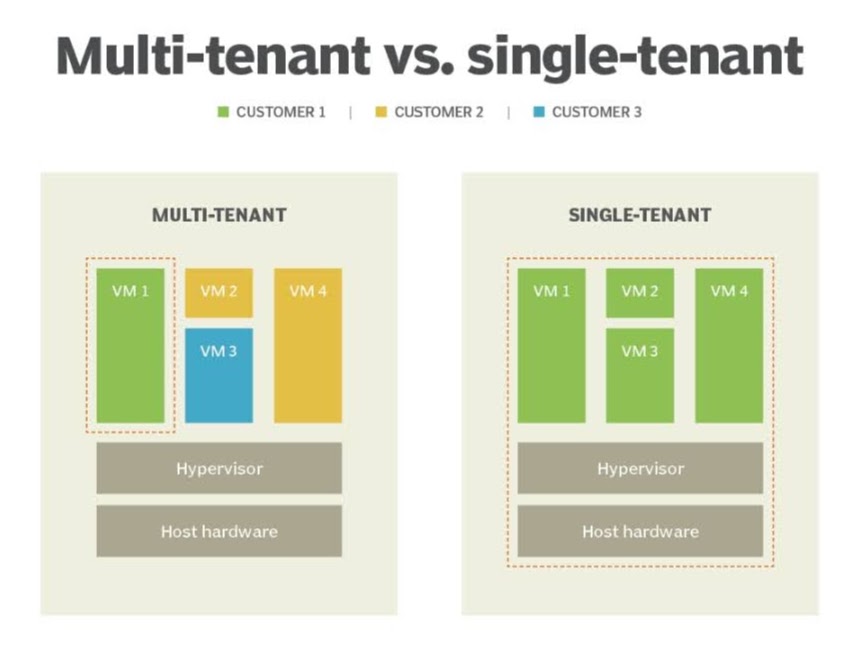 Multi-tenant vs. single-tenant
CUSTOMER 1 | CUSTOMER 2 | CUSTOMER 3
MULTI-TENANT
VM 1
VM 2
VM 4
VM 3
Hypervisor
Host hardware
SINGLE-TENANT
VM 1
VM 2
VM 4
VM 3
Hypervisor
Host hardware